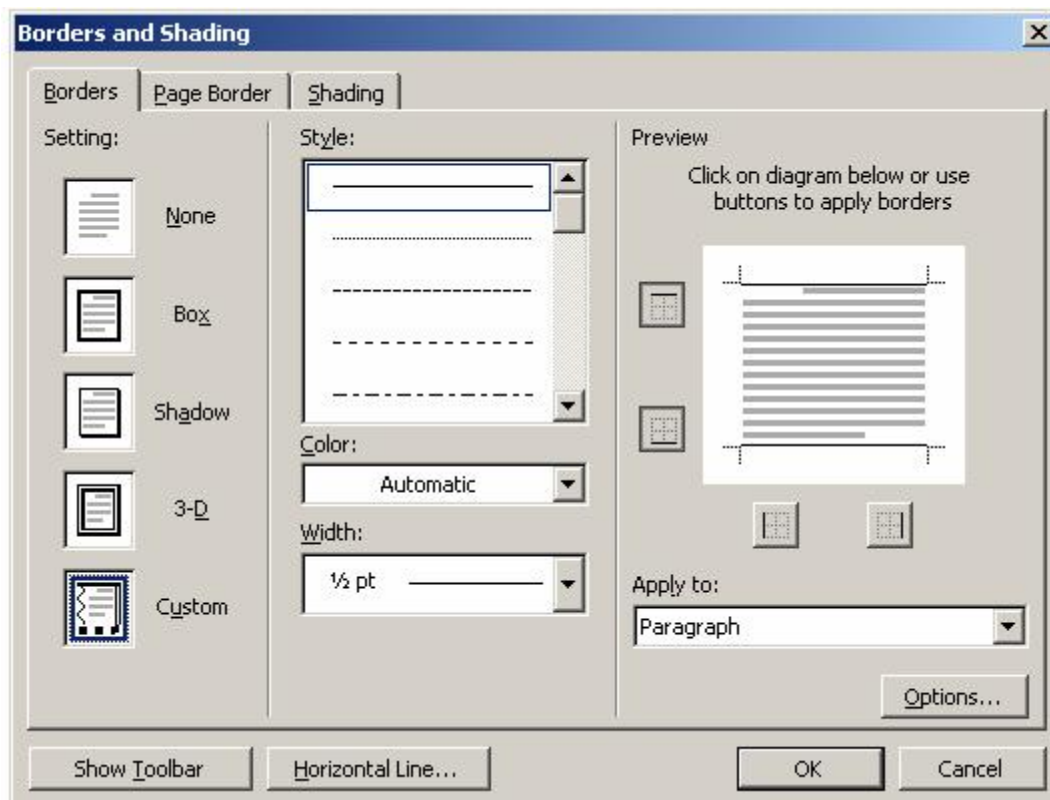 Borders and Shading
Borders
Page Border
Shading
Setting:
None
Box
Shadow
3-D
Custom
Style:
Color:
Automatic
Width:
½ pt
Preview
Click on diagram below or use
buttons to apply borders
Apply to:
Paragraph
Options...
Show Toolbar
Horizontal Line...
OK
Cancel